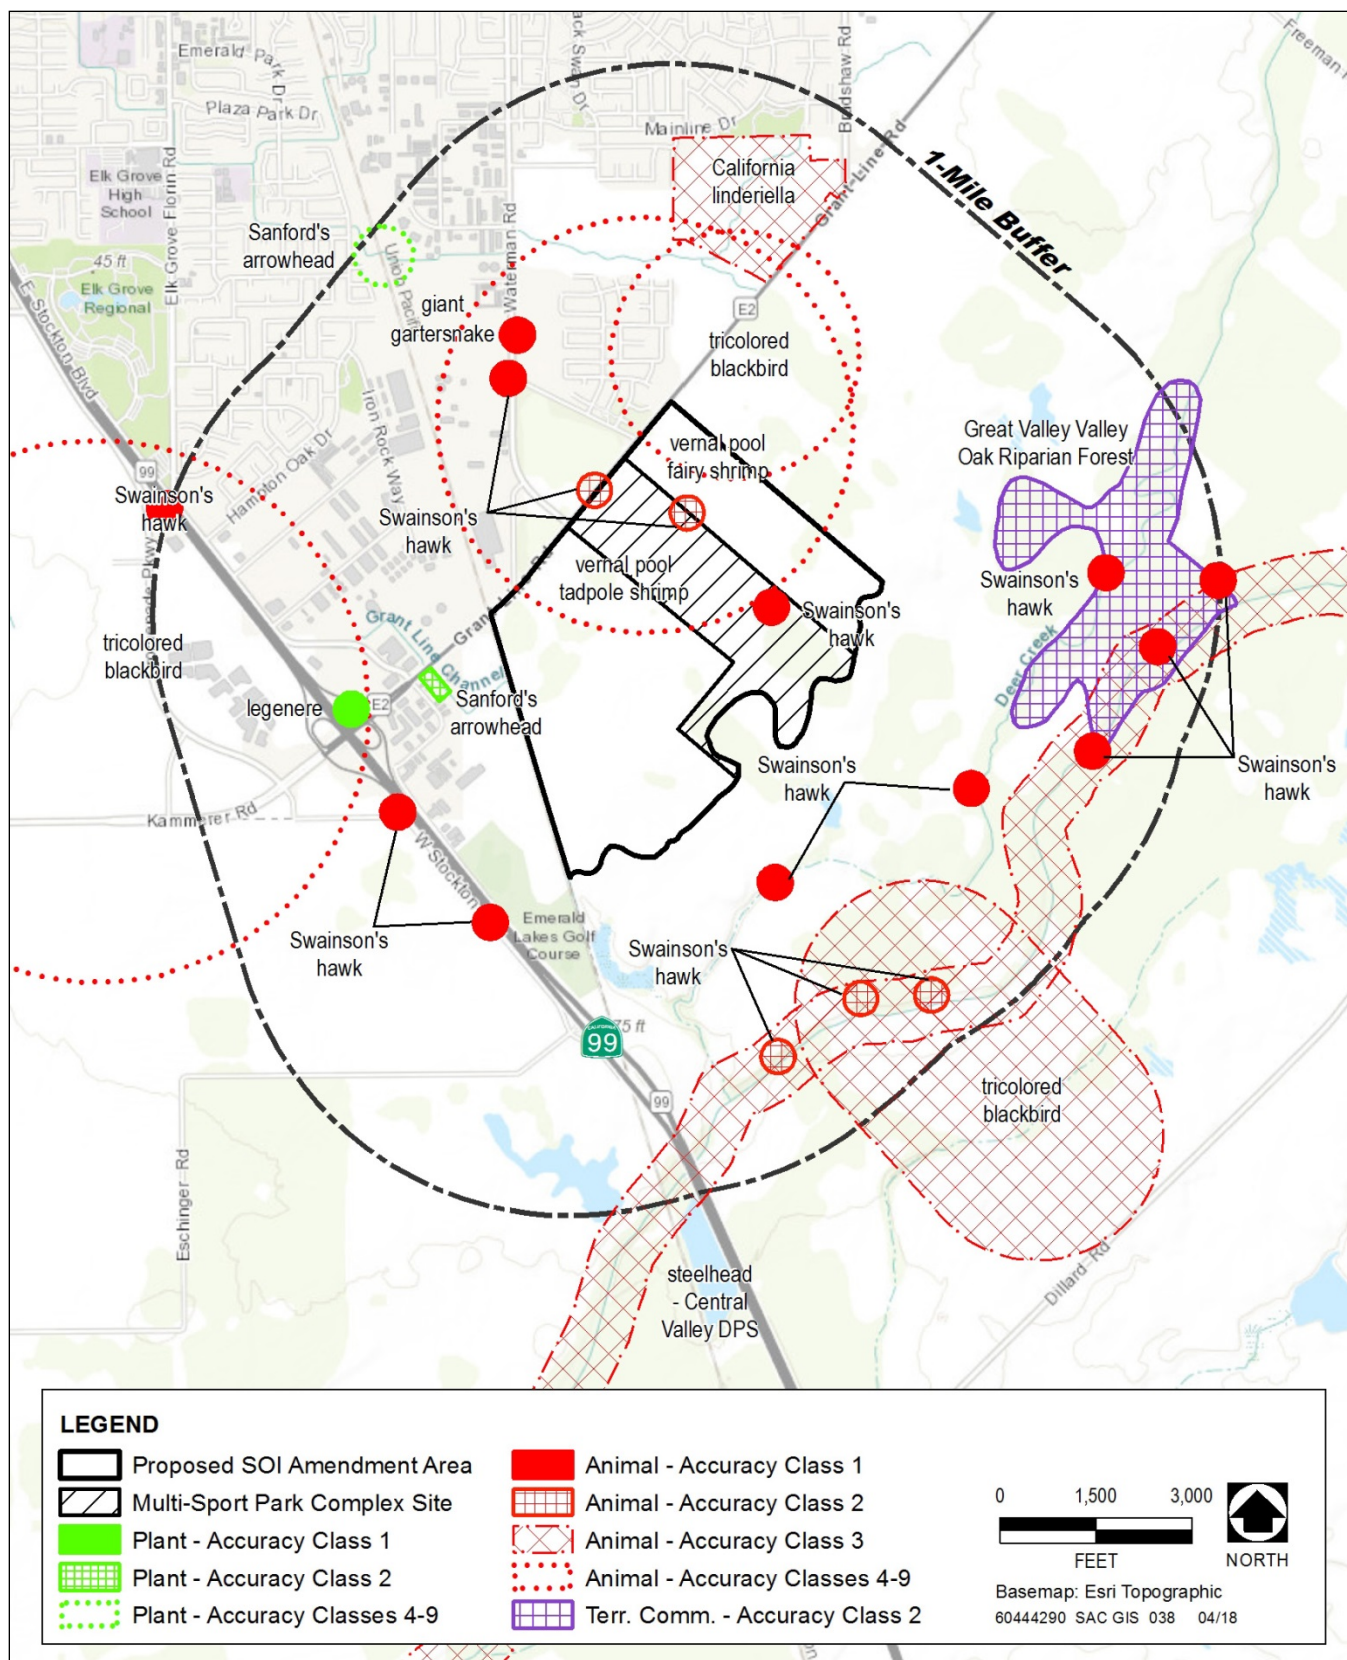 Emerald Park Dr
Plaza Park Dr
ack Swan Dr
Bradshaw Rd
Freeman
Mainline Dr
Elk Grove
High
School
Elk Grove Florin Rd
California
linderiella
Grant Line Rd
1-Mile Buffer
Sanford's
arrowhead
45 ft
Elk Grove
Regional
Union Pacific
Waterman Rd
E Stockton Blvd
giant
gartersnake
E2
tricolored
blackbird
Iron Rock Way
Hampton Oak Dr
Great Valley Valley
Oak Riparian Forest
vernal pool
fairy shrimp
99
Swainson's
hawk
Swainson's
hawk
vernal pool
tadpole shrimp
Swainson's
hawk
Swainson's
hawk
Grant Line Rd
Grant Line Channel
Deer Creek
tricolored
blackbird
legenere
E2
Sanford's
arrowhead
Swainson's
hawk
Swainson's
hawk
Kammerer Rd
W Stockton
Emerald
Lakes Golf
Course
Swainson's
hawk
Swainson's
hawk
CALIFORNIA
99
75 ft
99
tricolored
blackbird
Eschinger Rd
Dillard Rd
steelhead
- Central
Valley DPS
LEGEND
Proposed SOI Amendment Area
Multi-Sport Park Complex Site
Plant - Accuracy Class 1
Plant - Accuracy Class 2
Plant - Accuracy Classes 4-9
Animal - Accuracy Class 1
Animal - Accuracy Class 2
Animal - Accuracy Class 3
Animal - Accuracy Classes 4-9
Terr. Comm. - Accuracy Class 2
0 1,500 3,000
FEET
NORTH
Basemap: Esri Topographic
60444290 SAC GIS 038 04/18